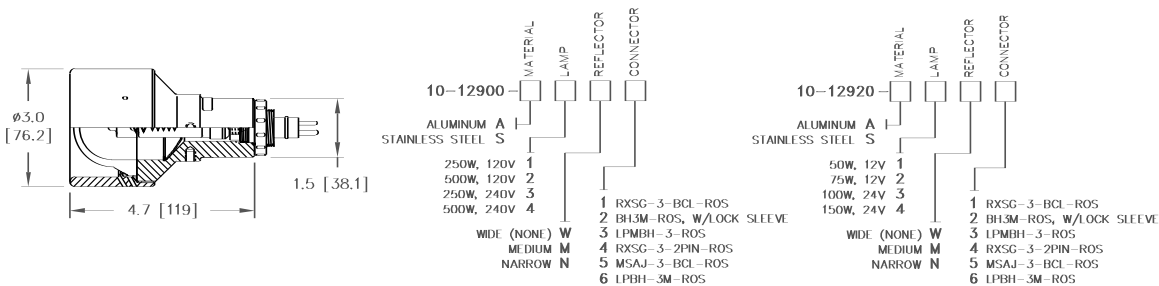 ø3.0
[76.2]
4.7 [119]
1.5 [38.1]
MATERIAL
LAMP
REFLECTOR
CONNECTOR
10-12900-
ALUMINUM A
STAINLESS STEEL S
250W, 120V 1
500W, 120V 2
250W, 240V 3
500W, 240V 4
WIDE (NONE) W
MEDIUM M
NARROW N
1 RXSG-3-BCL-ROS
2 BH3M-ROS, W/LOCK SLEEVE
3 LPMBH-3-ROS
4 RXSG-3-2PIN-ROS
5 MSAJ-3-BCL-ROS
6 LPBH-3M-ROS
MATERIAL
LAMP
REFLECTOR
CONNECTOR
10-12920-
ALUMINUM A
STAINLESS STEEL S
50W, 12V 1
75W, 12V 2
100W, 24V 3
150W, 24V 4
WIDE (NONE) W
MEDIUM M
NARROW N
1 RXSG-3-BCL-ROS
2 BH3M-ROS, W/LOCK SLEEVE
3 LPMBH-3-ROS
4 RXSG-3-2PIN-ROS
5 MSAJ-3-BCL-ROS
6 LPBH-3M-ROS